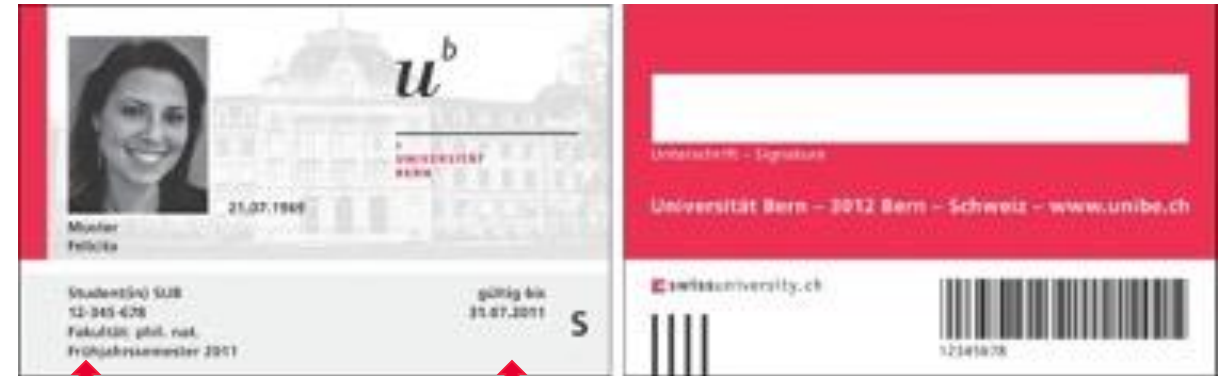 u b
UNIVERSITÄT
BERN
21.07.1969
Muster
Felicita
Student(in) SUB
12-345-678
Fakultät: phil. nat.
Frühjahrssemester 2011
gültig bis
31.07.2011
S
Unterschrift – Signature
Universität Bern – 3012 Bern – Schweiz – www.unibe.ch
swissuniversity.ch
12345678